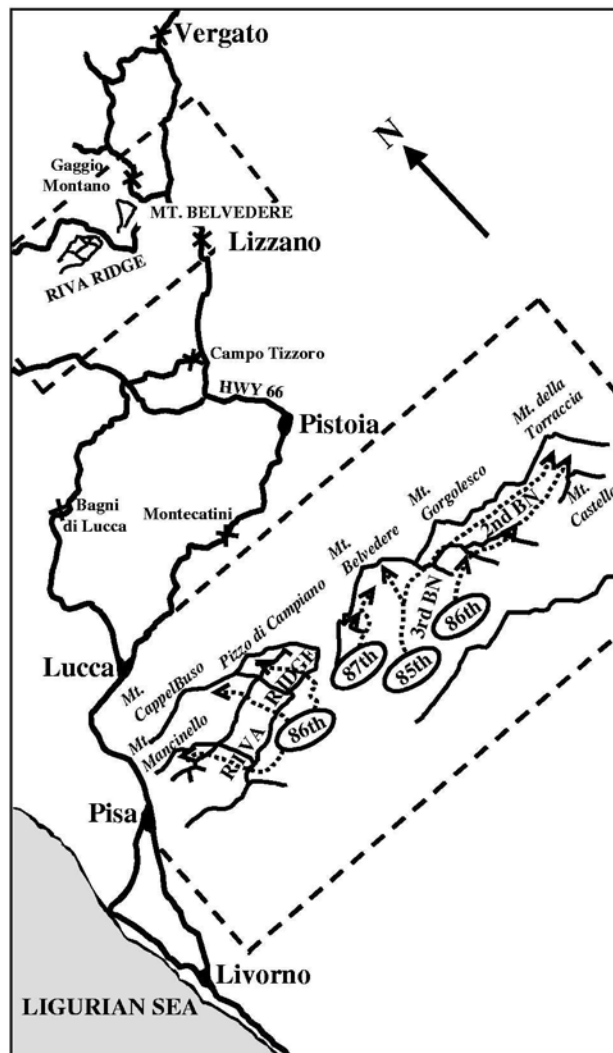 Vergato
N
Gaggio
Montano
MT. BELVEDERE
Lizzano
RIVA RIDGE
Campo Tizzoro
HWY 66
Pistoia
Bagni
di Lucca
Montecatini
Lucca
Mt. della
Torraccia
Mt.
Gorgolesco
2nd BN
Mt.
Castello
Mt.
Belvedere
3rd BN
86th
85th
87th
Pizzo di Campiano
Mt.
CappelBuso
Mt.
Mancinello
RIIVA
RIDGE
86th
Pisa
Livorno
LIGURIAN SEA